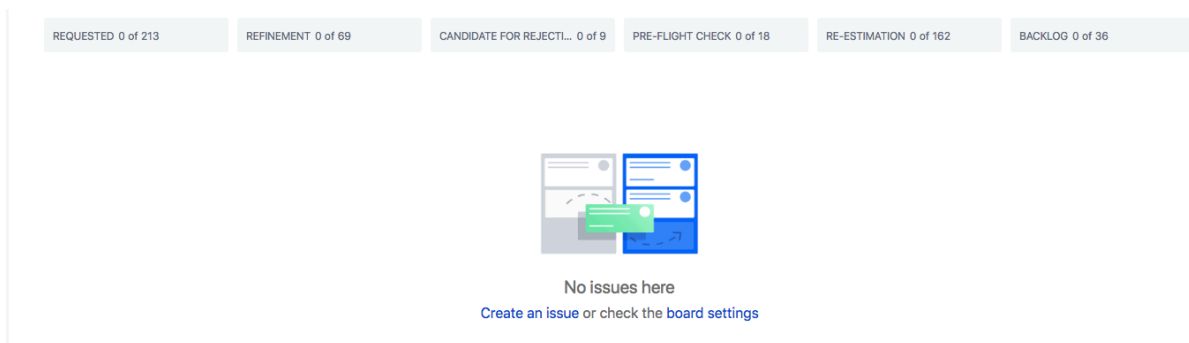 REQUESTED 0 of 213
REFINEMENT 0 of 69
CANDIDATE FOR REJECTI... 0 of 9
PRE-FLIGHT CHECK 0 of 18
RE-ESTIMATION 0 of 162
BACKLOG 0 of 36
No issues here
Create an issue or check the board settings